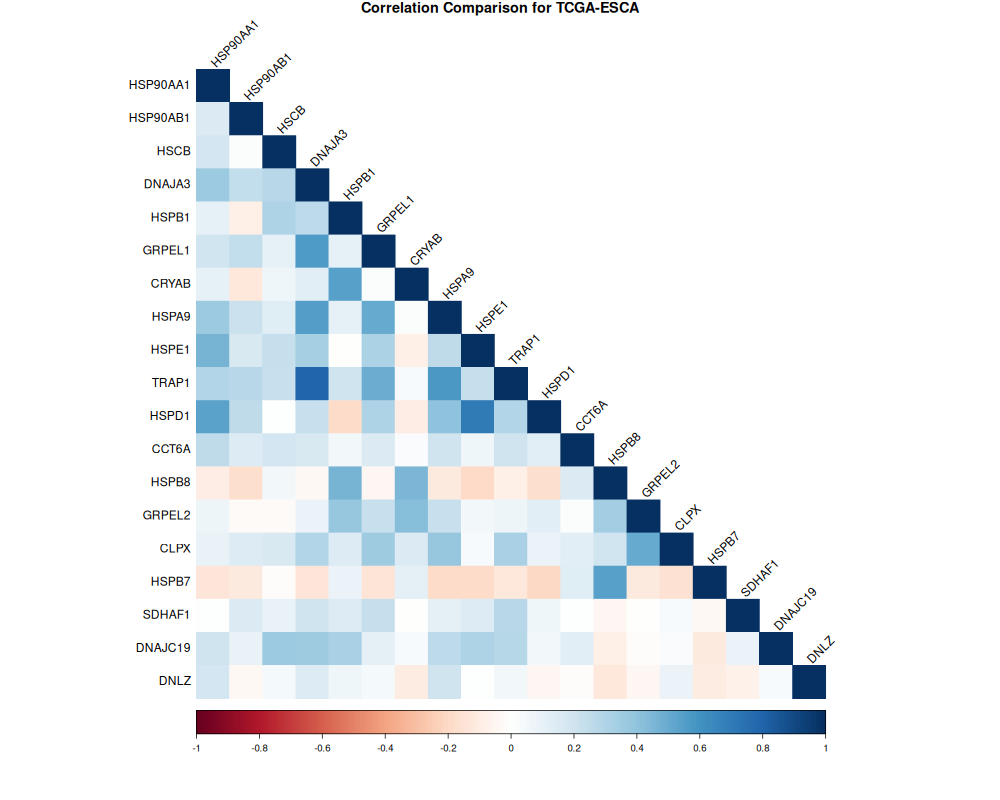 Correlation Comparison for TCGA-ESCA
HSP90AA1
HSP90AB1
HSCB
DNAJA3
HSPB1
GRPEL1
CRYAB
HSPA9
HSPE1
TRAP1
HSPD1
CCT6A
HSPB8
GRPEL2
CLPX
HSPB7
SDHAF1
DNAJC19
DNLZ
HSP90AA1
HSP90AB1
HSCB
DNAJA3
HSPB1
GRPEL1
CRYAB
HSPA9
HSPE1
TRAP1
HSPD1
CCT6A
HSPB8
GRPEL2
CLPX
HSPB7
SDHAF1
DNAJC19
DNLZ
-1 -0.8 -0.6 -0.4 -0.2 0 0.2 0.4 0.6 0.8 1